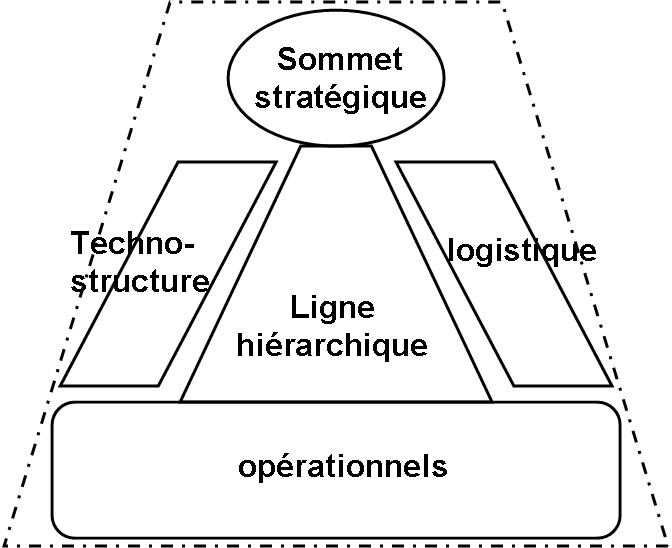 Sommet
stratégique
Techno-
structure
logistique
Ligne
hiérarchique
opérationnels